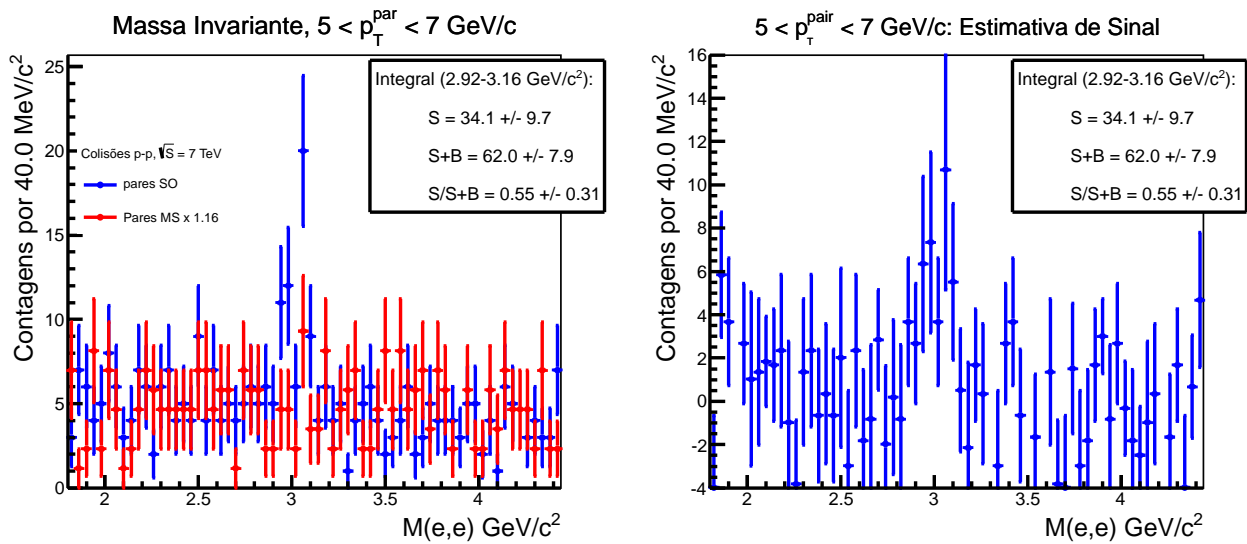 Massa Invariante, 5 < p_T^par < 7 GeV/c
Contagens por 40.0 MeV/c²
25
20
15
10
5
0
Integral (2.92-3.16 GeV/c²):
S = 34.1 +/- 9.7
S+B = 62.0 +/- 7.9
S/S+B = 0.55 +/- 0.31
Colisões p-p, √S = 7 TeV
pares SO
Pares MS x 1.16
2 2.5 3 3.5 4
M(e,e) GeV/c²
5 < p_T^pair < 7 GeV/c: Estimativa de Sinal
Contagens por 40.0 MeV/c²
16
14
12
10
8
6
4
2
0
-2
-4
Integral (2.92-3.16 GeV/c²):
S = 34.1 +/- 9.7
S+B = 62.0 +/- 7.9
S/S+B = 0.55 +/- 0.31
2 2.5 3 3.5 4
M(e,e) GeV/c²